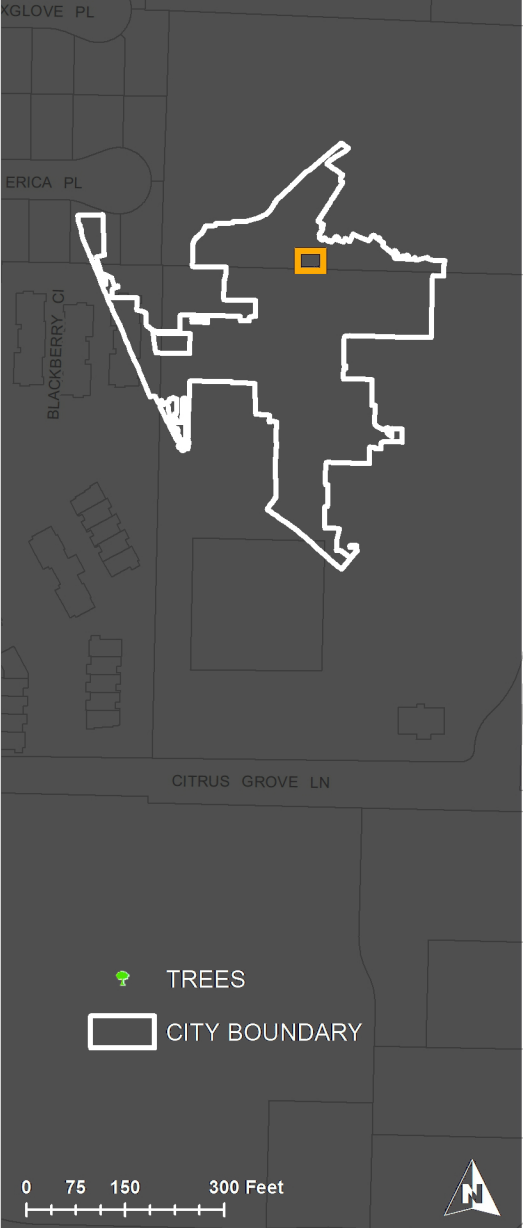 XGLOVE PL
ERICA PL
BLACKBERRY CI
CITRUS GROVE LN
TREES
CITY BOUNDARY
0 75 150 300 Feet
N